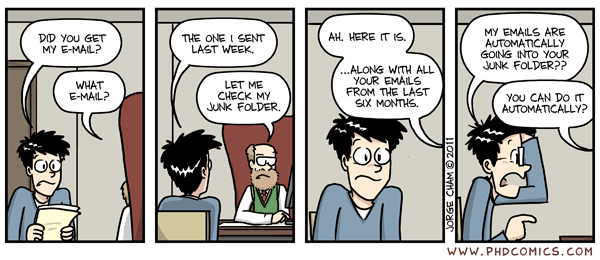 DID YOU GET
MY E-MAIL?
WHAT
E-MAIL?
THE ONE I SENT
LAST WEEK.
LET ME
CHECK MY
JUNK FOLDER.
AH. HERE IT IS.
...ALONG WITH ALL
YOUR EMAILS
FROM THE LAST
SIX MONTHS.
JORGE CHAM © 2011
MY EMAILS ARE
AUTOMATICALLY
GOING INTO YOUR
JUNK FOLDER??
YOU CAN DO IT
AUTOMATICALLY?
WWW.PHDCOMICS.COM